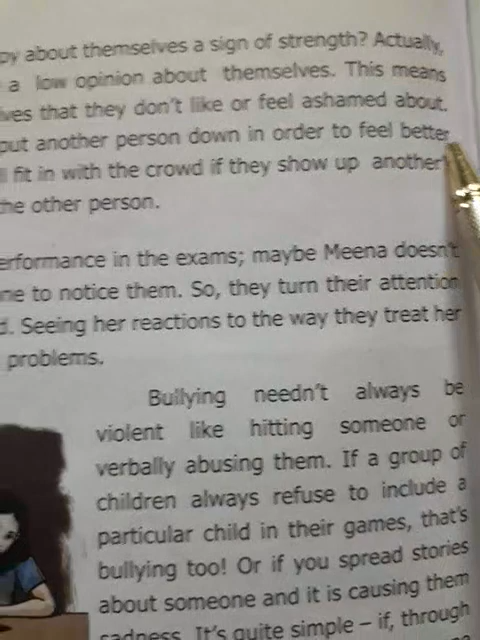 py about themselves a sign of strength? Actually,
a low opinion about themselves. This means
ves that they don't like or feel ashamed about.
put another person down in order to feel better
fit in with the crowd if they show up another
the other person.
erformance in the exams; maybe Meena doesn't
me to notice them. So, they turn their attention
d. Seeing her reactions to the way they treat her
problems.
Bullying needn't always be
violent like hitting someone or
verbally abusing them. If a group of
children always refuse to include a
particular child in their games, that's
bullying too! Or if you spread stories
about someone and it is causing them
sadness. It's quite simple – if, through